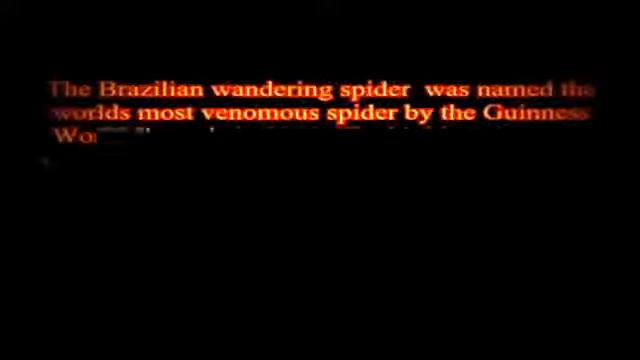 The Brazilian wandering spider was named the
worlds most venomous spider by the Guinness